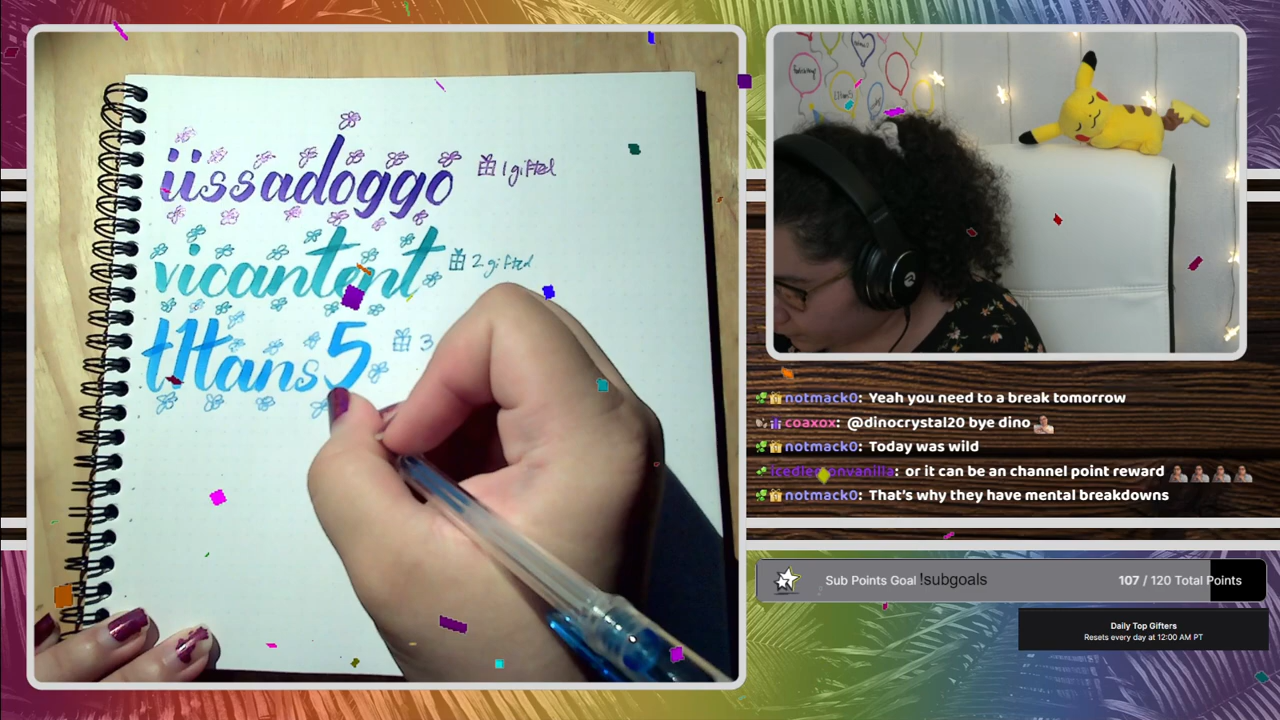 iissadoggo 1 gifted
vicantent 2 gifted
t1tans5 3
notmack0: Yeah you need to a break tomorrow
coaxox: @dinocrystal20 bye dino
notmack0: Today was wild
or it can be an channel point reward
notmack0: That's why they have mental breakdowns
Sub Points Goal !subgoals 107 / 120 Total Points
Daily Top Gifters
Resets every day at 12:00 AM PT